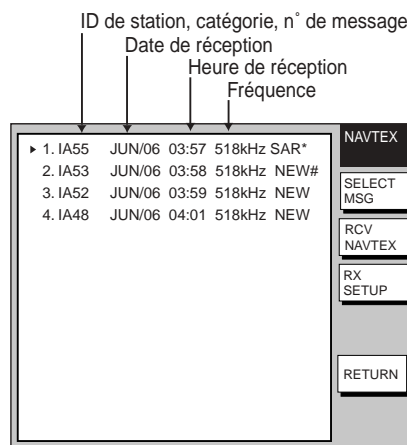 ID de station, catégorie, n° de message
Date de réception
Heure de réception
Fréquence
1. IA55 JUN/06 03:57 518kHz SAR*
2. IA53 JUN/06 03:58 518kHz NEW#
3. IA52 JUN/06 03:59 518kHz NEW
4. IA48 JUN/06 04:01 518kHz NEW
NAVTEX
SELECT
MSG
RCV
NAVTEX
RX
SETUP
RETURN